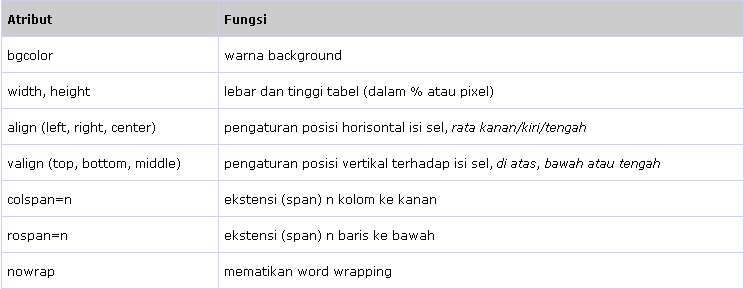 Atribut Fungsi
bgcolor warna background
width, height lebar dan tinggi tabel (dalam % atau pixel)
align (left, right, center) pengaturan posisi horisontal isi sel, rata kanan/kiri/tengah
valign (top, bottom, middle) pengaturan posisi vertikal terhadap isi sel, di atas, bawah atau tengah
colspan=n ekstensi (span) n kolom ke kanan
rospan=n ekstensi (span) n baris ke bawah
nowrap mematikan word wrapping